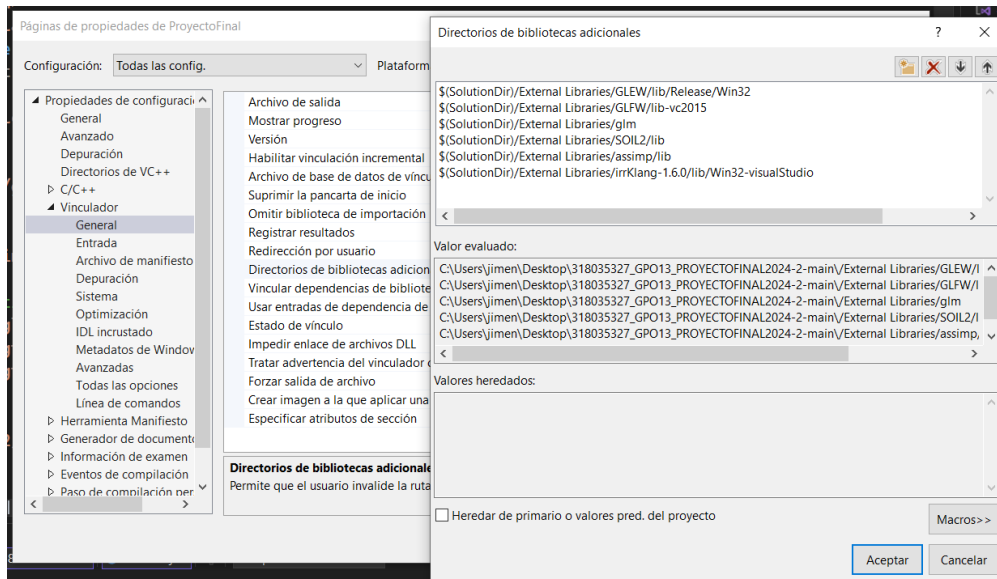 Páginas de propiedades de ProyectoFinal
Configuración: Todas las config. Plataform
Propiedades de configuraci
General
Avanzado
Depuración
Directorios de VC++
C/C++
Vinculador
General
Entrada
Archivo de manifiesto
Depuración
Sistema
Optimización
IDL incrustado
Metadatos de Window
Avanzadas
Todas las opciones
Línea de comandos
Herramienta Manifiesto
Generador de document
Información de examen
Eventos de compilación
Paso de compilación per
Archivo de salida
Mostrar progreso
Versión
Habilitar vinculación incremental
Archivo de base de datos de víncu
Suprimir la pancarta de inicio
Omitir biblioteca de importación
Registrar resultados
Redirección por usuario
Directorios de bibliotecas adicion
Vincular dependencias de bibliote
Usar entradas de dependencia de
Estado de vínculo
Impedir enlace de archivos DLL
Tratar advertencia del vinculador
Forzar salida de archivo
Crear imagen a la que aplicar una
Especificar atributos de sección
Directorios de bibliotecas adicionale
Permite que el usuario invalide la ruta
Directorios de bibliotecas adicionales ? ×
$(SolutionDir)/External Libraries/GLEW/lib/Release/Win32
$(SolutionDir)/External Libraries/GLFW/lib-vc2015
$(SolutionDir)/External Libraries/glm
$(SolutionDir)/External Libraries/SOIL2/lib
$(SolutionDir)/External Libraries/assimp/lib
$(SolutionDir)/External Libraries/irrKlang-1.6.0/lib/Win32-visualStudio
Valor evaluado:
C:\Users\jimen\Desktop\318035327_GPO13_PROYECTOFINAL2024-2-main\/External Libraries/GLEW/l
C:\Users\jimen\Desktop\318035327_GPO13_PROYECTOFINAL2024-2-main\/External Libraries/GLFW/l
C:\Users\jimen\Desktop\318035327_GPO13_PROYECTOFINAL2024-2-main\/External Libraries/glm
C:\Users\jimen\Desktop\318035327_GPO13_PROYECTOFINAL2024-2-main\/External Libraries/SOIL2/l
C:\Users\jimen\Desktop\318035327_GPO13_PROYECTOFINAL2024-2-main\/External Libraries/assimp/
Valores heredados:
Heredar de primario o valores pred. del proyecto
Macros>>
Aceptar Cancelar